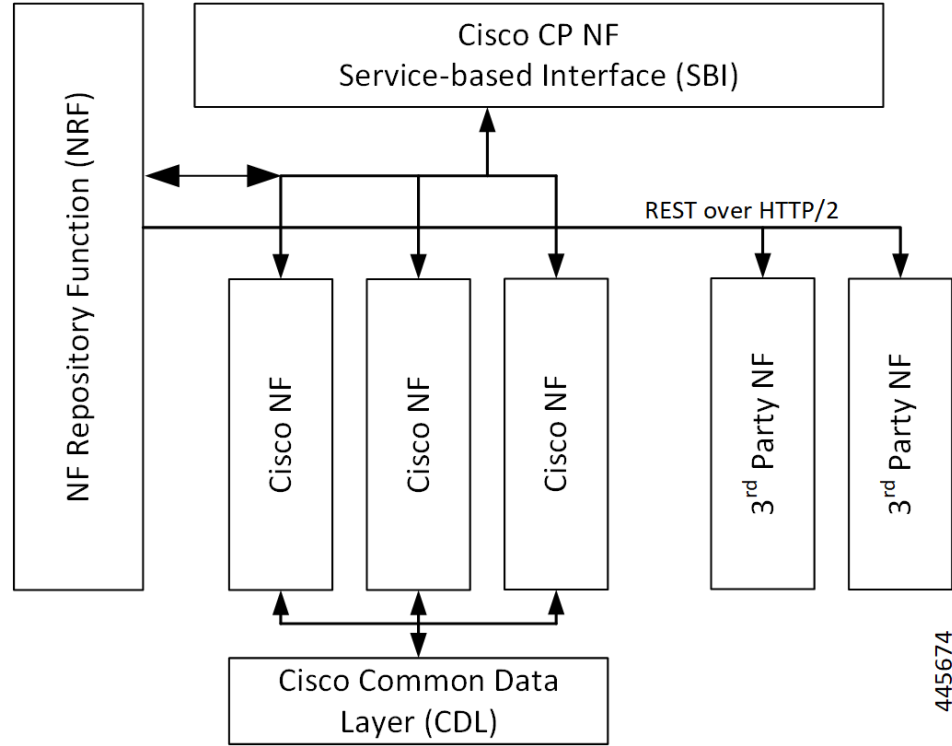 NF Repository Function (NRF)
Cisco CP NF
Service-based Interface (SBI)
REST over HTTP/2
Cisco NF
Cisco NF
Cisco NF
3rd Party NF
3rd Party NF
Cisco Common Data
Layer (CDL)
445674